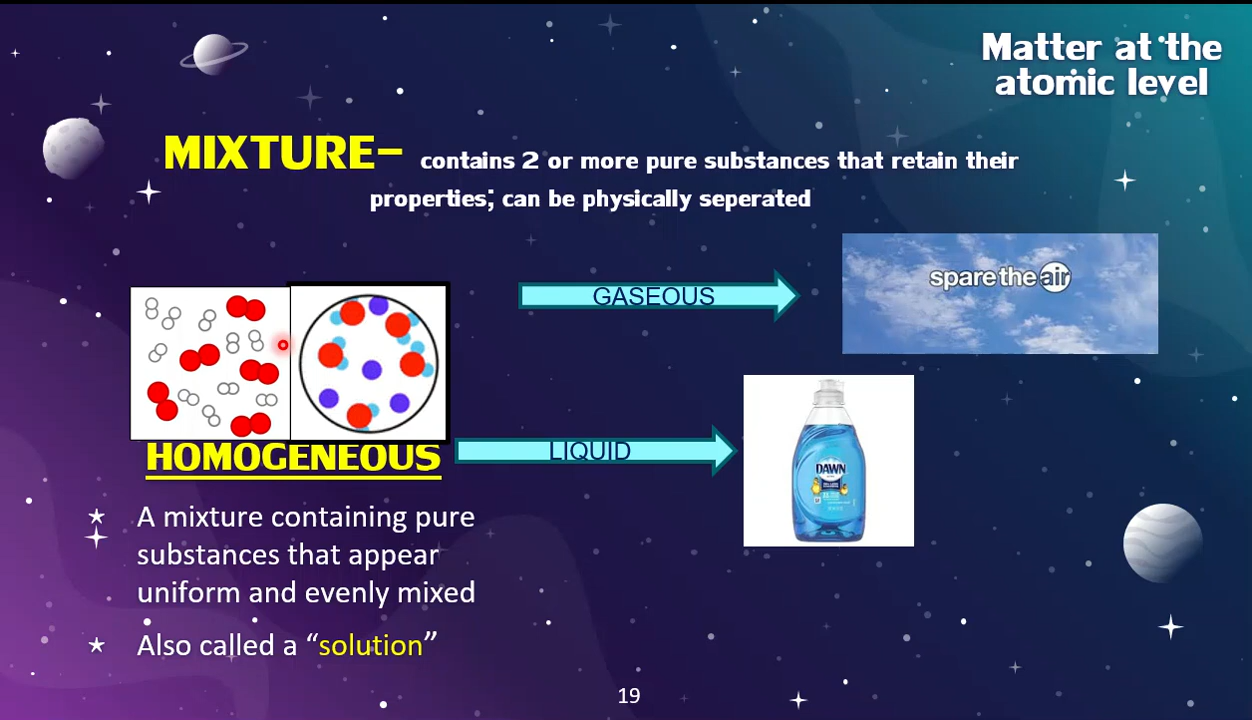 Matter at the
atomic level
MIXTURE- contains 2 or more pure substances that retain their
properties; can be physically seperated
GASEOUS
spare the air
LIQUID
DAWN
HOMOGENEOUS
★ A mixture containing pure
substances that appear
uniform and evenly mixed
★ Also called a “solution”
19